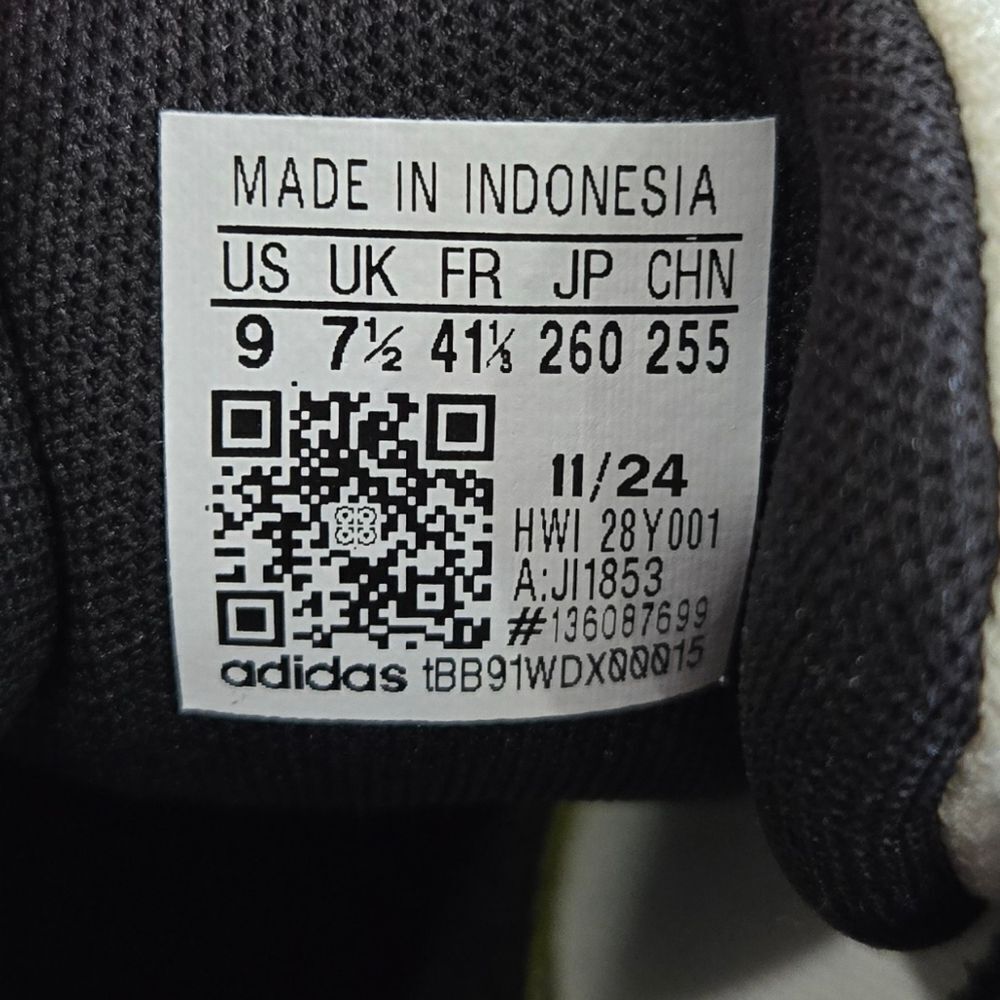 MADE IN INDONESIA
US UK FR JP CHN
9 7½ 41⅓ 260 255
11/24
HWI 28Y001
A:JI1853
#136087699
adidas tBB91WDX00015